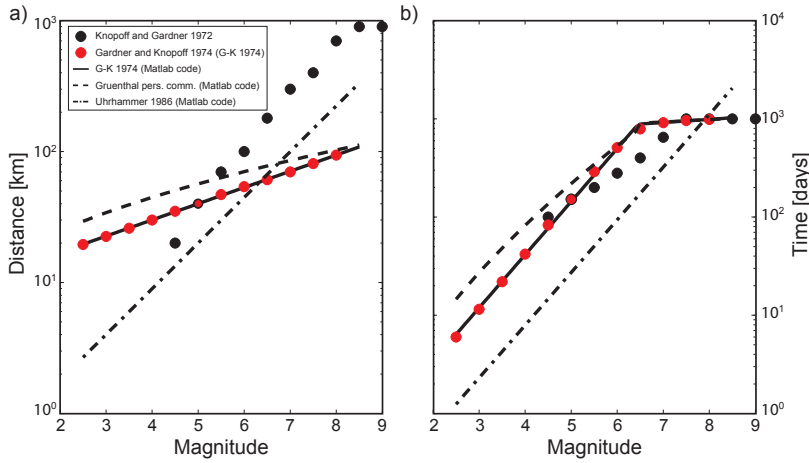 a)
b)
Knopoff and Gardner 1972
Gardner and Knopoff 1974 (G-K 1974)
G-K 1974 (Matlab code)
Gruenthal pers. comm. (Matlab code)
Uhrhammer 1986 (Matlab code)
Distance [km]
10³
10²
10¹
10⁰
2 3 4 5 6 7 8 9
Magnitude
2 3 4 5 6 7 8 9
Magnitude
10⁴
10³
10²
10¹
10⁰
Time [days]